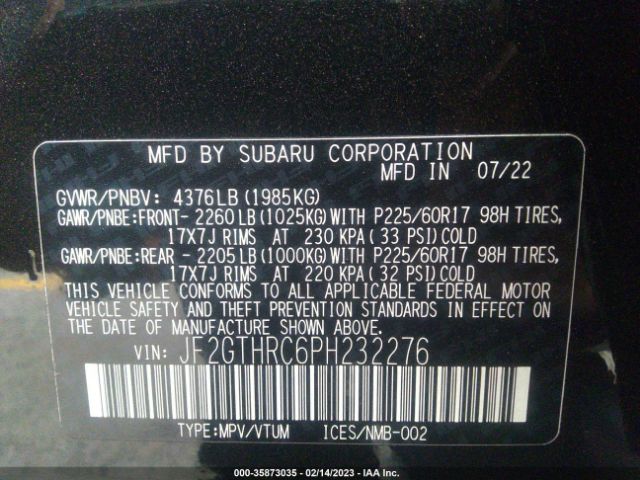 MFD BY SUBARU CORPORATION
MFD IN 07/22
GVWR/PNBV: 4376LB (1985KG)
GAWR/PNBE:FRONT- 2260LB (1025KG) WITH P225/60R17 98H TIRES,
17X7J RIMS AT 230 KPA( 33 PSI) COLD
GAWR/PNBE:REAR - 2205LB (1000KG) WITH P225/60R17 98H TIRES,
17X7J RIMS AT 220 KPA( 32 PSI) COLD
THIS VEHICLE CONFORMS TO ALL APPLICABLE FEDERAL MOTOR
VEHICLE SAFETY AND THEFT PREVENTION STANDARDS IN EFFECT ON
THE DATE OF MANUFACTURE SHOWN ABOVE.
VIN: JF2GTHRC6PH232276
TYPE:MPV/VTUM ICES/NMB-002
000-35873035 - 02/14/2023 - IAA Inc.